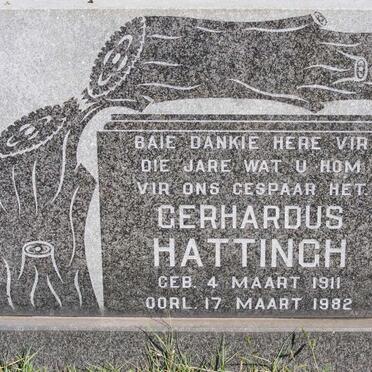 BAIE DANKIE HERE VIR
DIE JARE WAT U HOM
VIR ONS GESPAAR HET.
GERHARDUS
HATTINGH
GEB. 4 MAART 1911
OORL. 17 MAART 1982